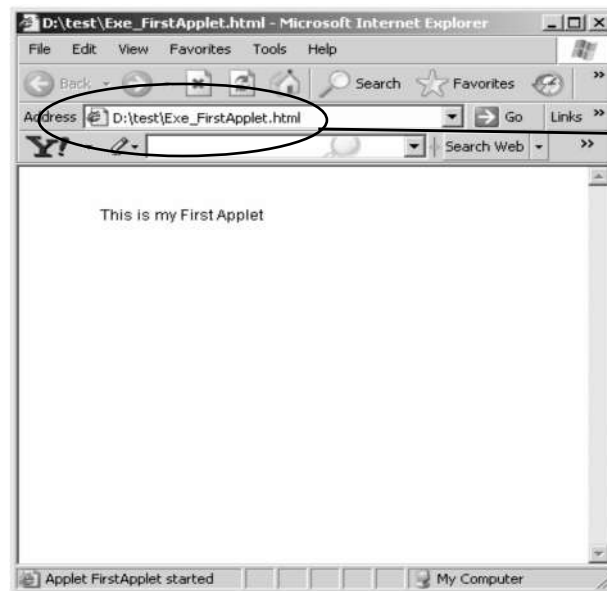 D:\test\Exe_FirstApplet.html - Microsoft Internet Explorer
File Edit View Favorites Tools Help
Back Search Favorites »
Address D:\test\Exe_FirstApplet.html Go Links »
Y! Search Web »
This is my First Applet
Applet FirstApplet started My Computer